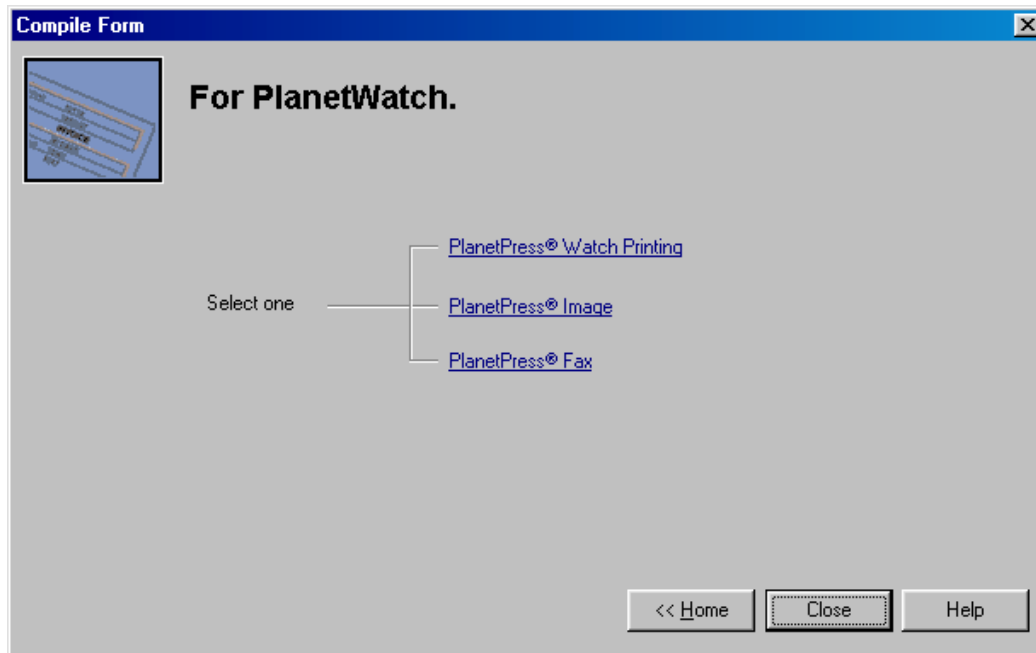 Compile Form
For PlanetWatch.
PlanetPress® Watch Printing
Select one
PlanetPress® Image
PlanetPress® Fax
<< Home
Close
Help